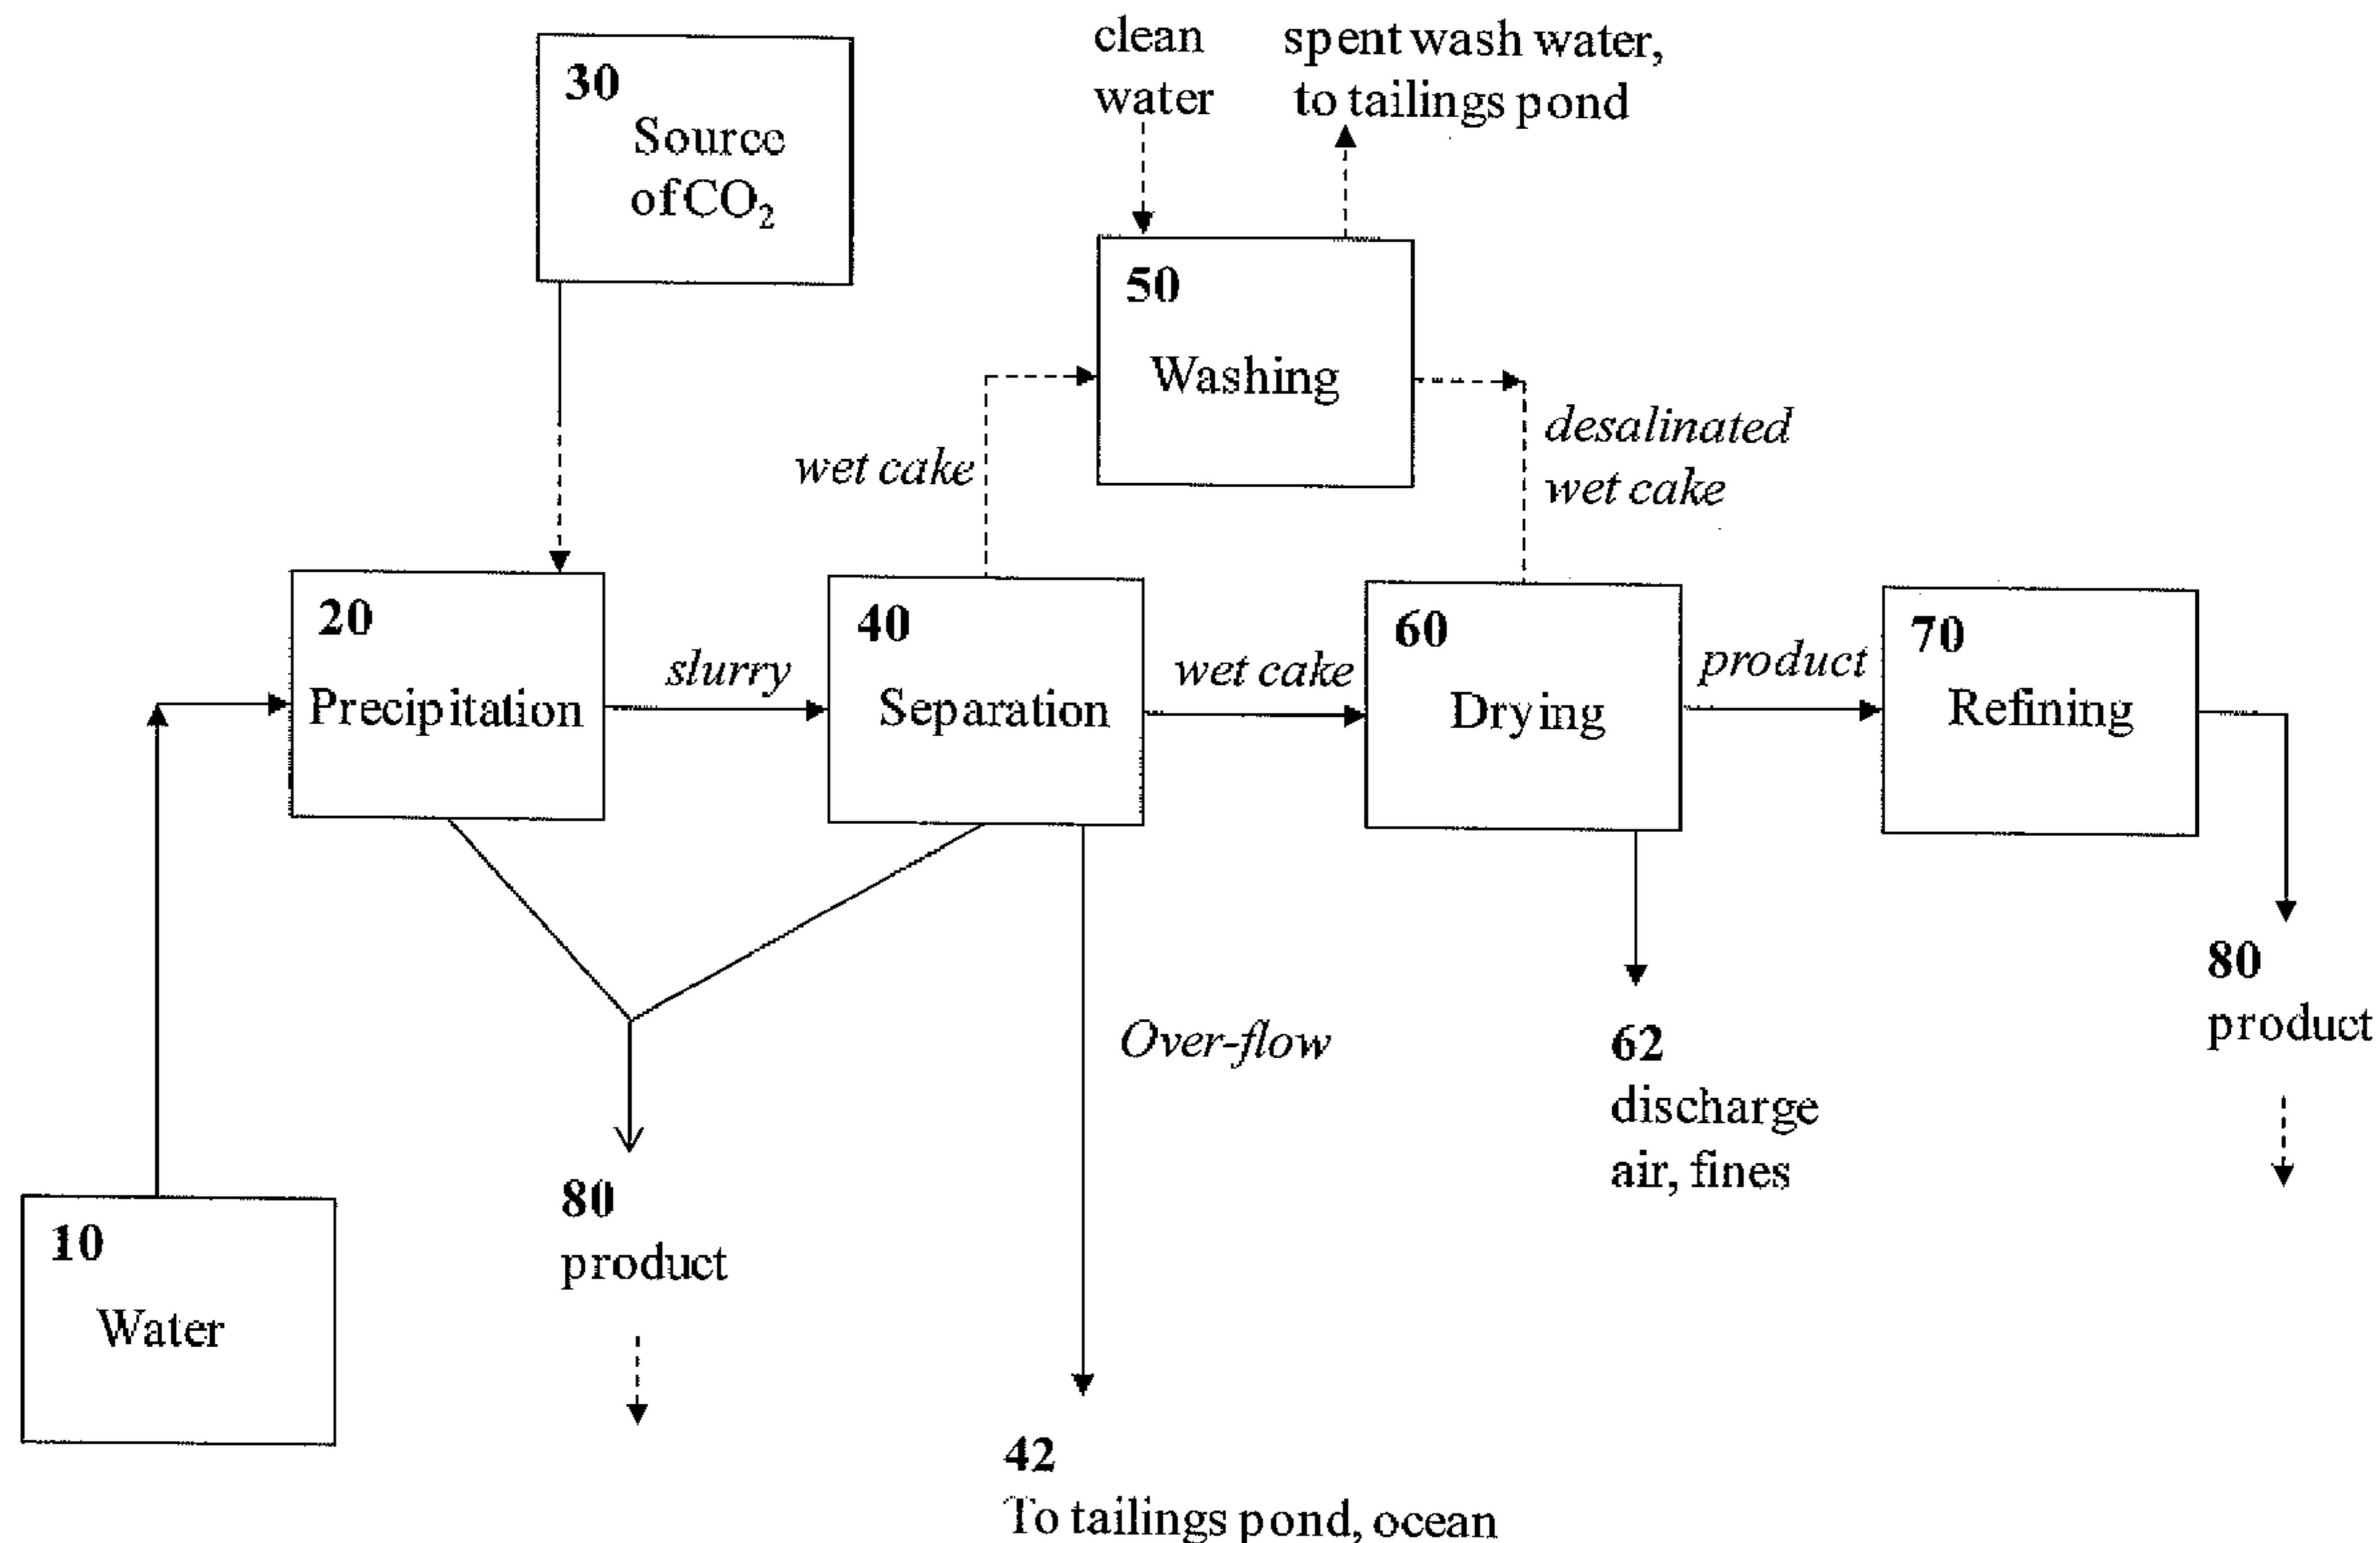 30
Source
of CO₂
clean
water
spent wash water,
to tailings pond
50
Washing
wet cake
desalinated
wet cake
20
Precipitation
slurry
40
Separation
wet cake
60
Drying
product
70
Refining
Over-flow
62
discharge
air, fines
80
product
10
Water
80
product
42
To tailings pond, ocean